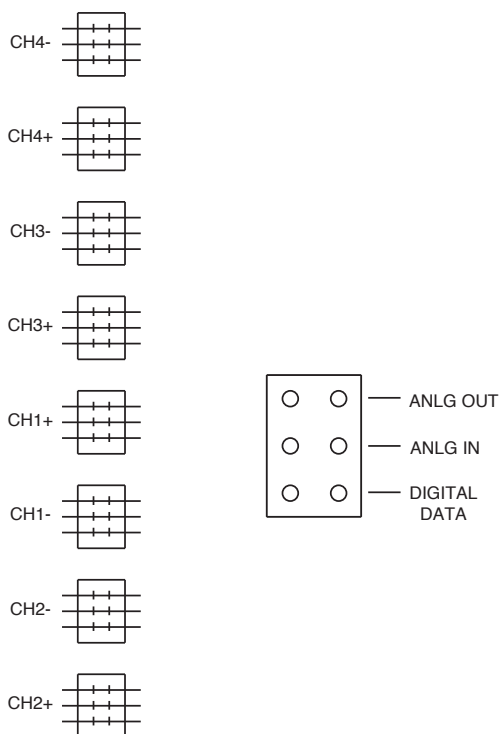 CH4-
CH4+
CH3-
CH3+
CH1+
CH1-
CH2-
CH2+
ANLG OUT
ANLG IN
DIGITAL
DATA